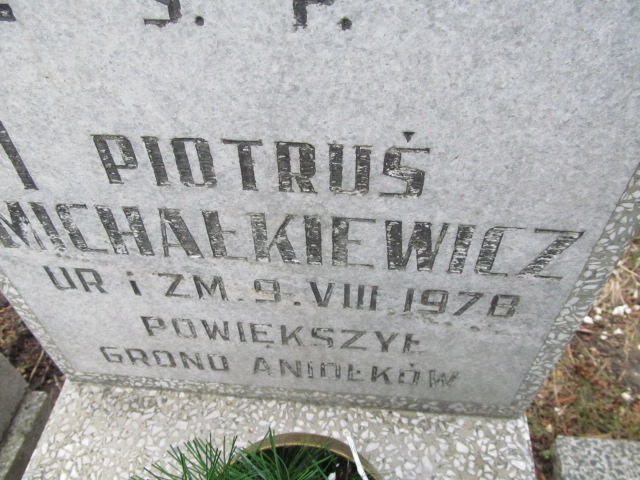 Ś. P.
PIOTRUŚ
MICHAŁKIEWICZ
UR i ZM. 9. VIII. 1978
POWIĘKSZYŁ
GRONO ANIOŁKÓW